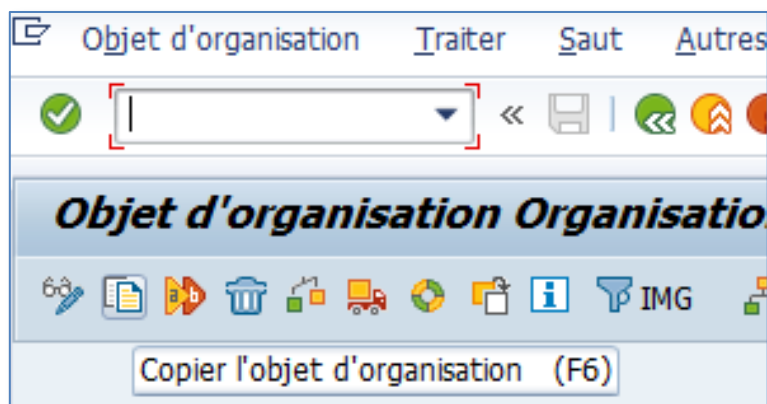 Objet d'organisation Traiter Saut Autres
Objet d'organisation Organisatio
IMG
Copier l'objet d'organisation (F6)